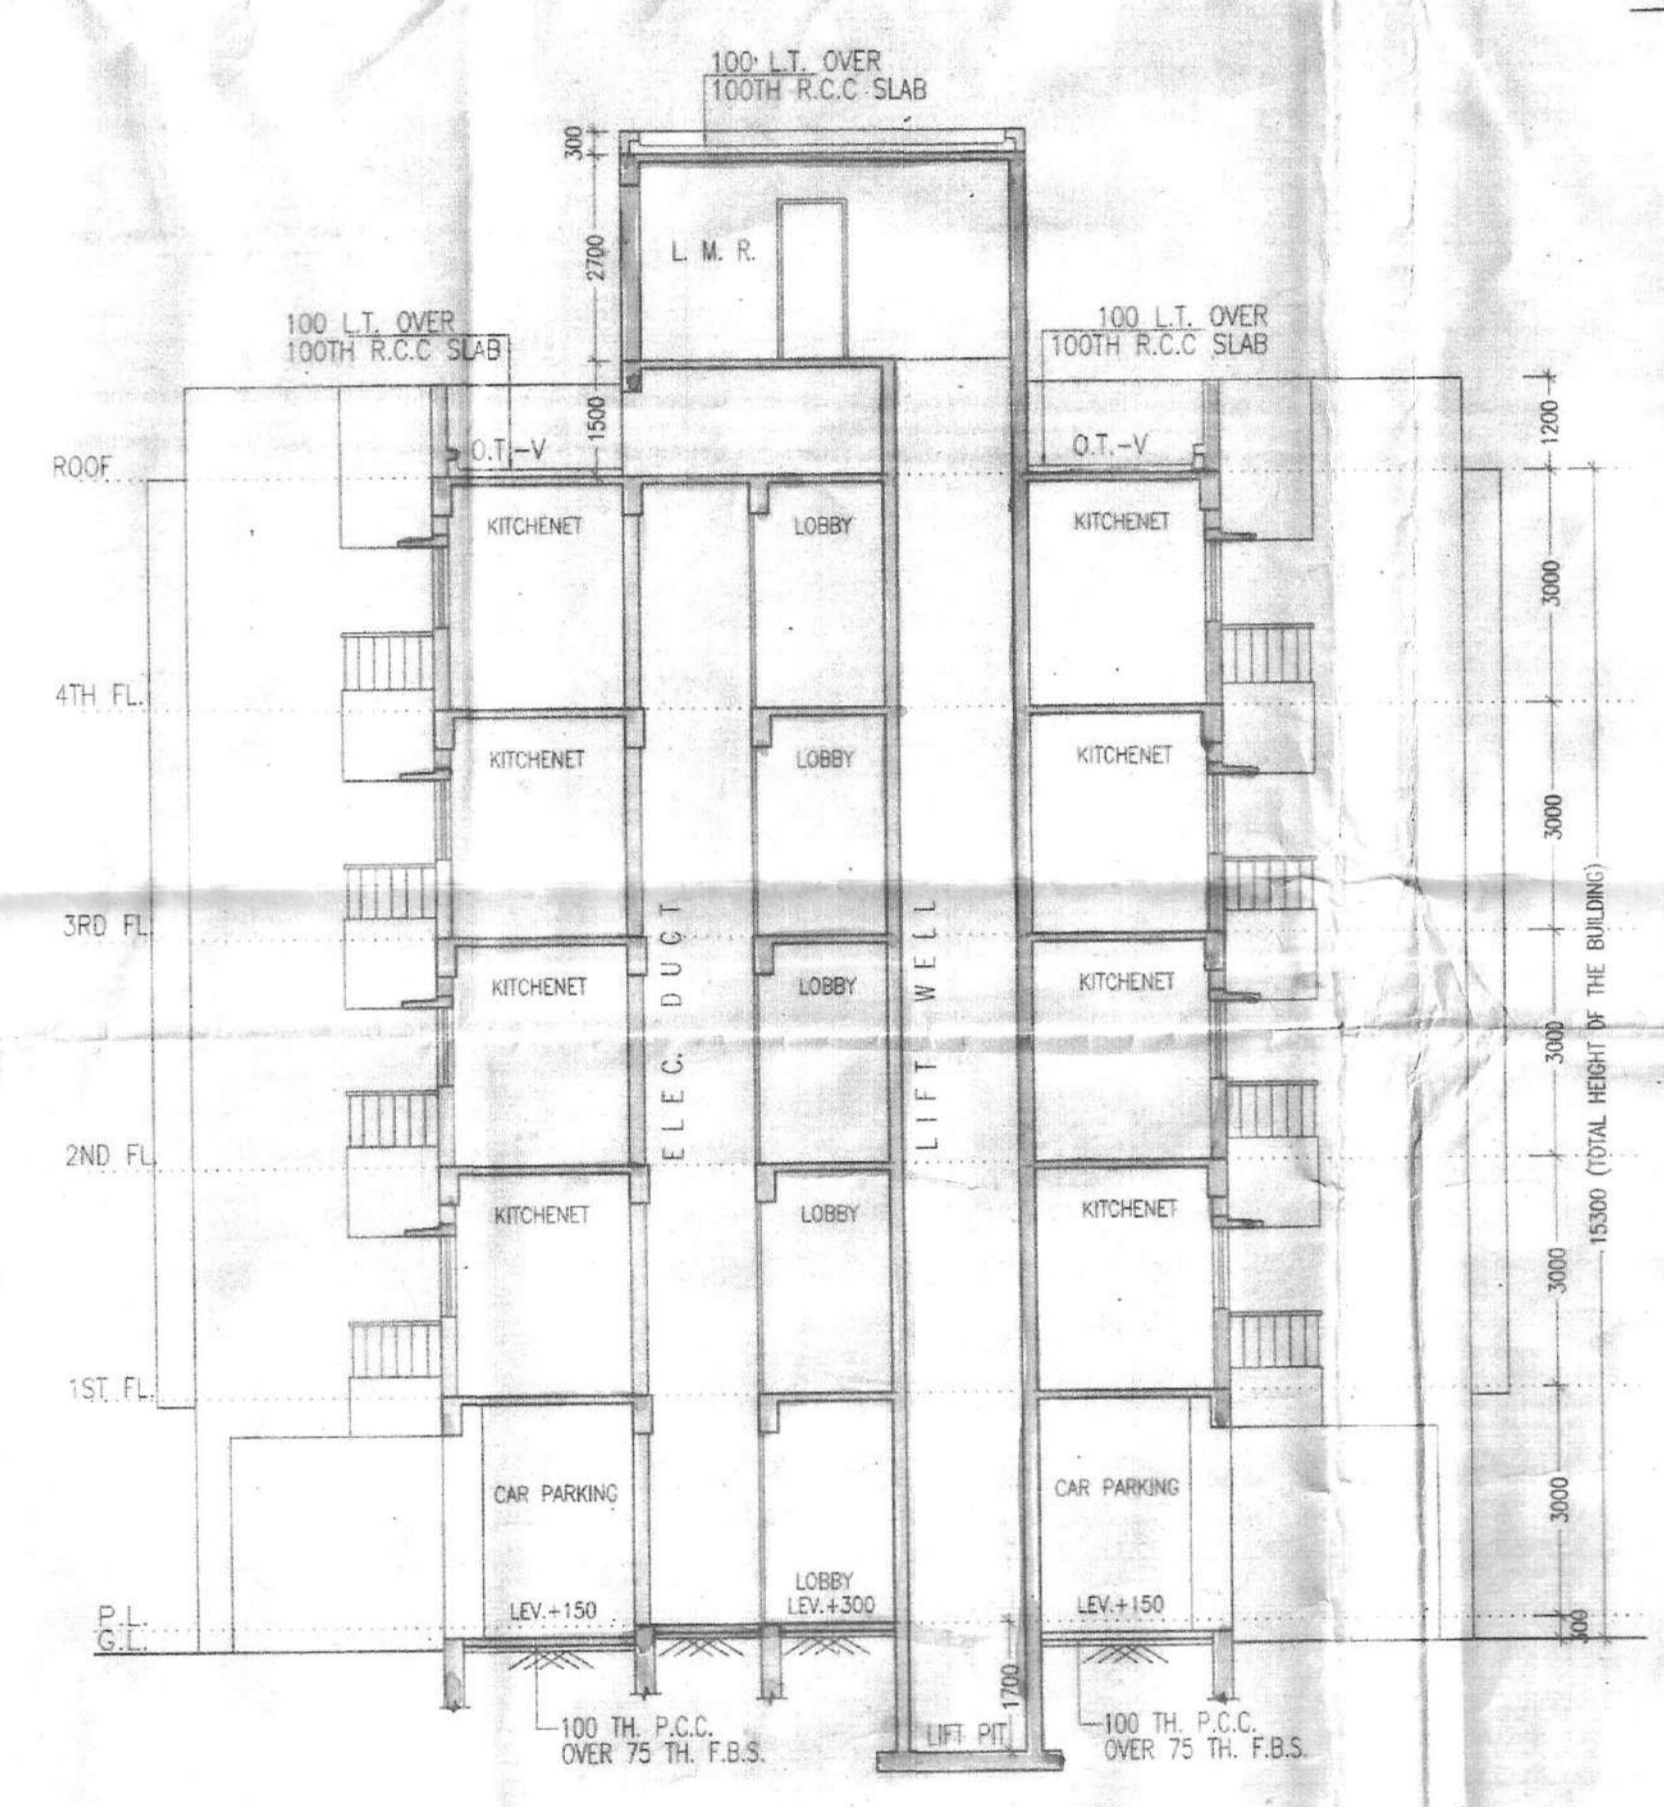 100 L.T. OVER
100TH R.C.C SLAB
300
2700
L. M. R.
100 L.T. OVER
100TH R.C.C SLAB
100 L.T. OVER
100TH R.C.C SLAB
1500
1200
O.T.-V
O.T.-V
ROOF
KITCHENET
LOBBY
KITCHENET
3000
4TH FL.
KITCHENET
LOBBY
KITCHENET
3000
3RD FL.
KITCHENET
LOBBY
KITCHENET
3000
ELEC. DUCT
LIFT WELL
15300 (TOTAL HEIGHT OF THE BUILDING)
2ND FL.
KITCHENET
LOBBY
KITCHENET
3000
1ST FL.
CAR PARKING
CAR PARKING
3000
LOBBY
LEV.+300
LEV.+150
LEV.+150
P.L.
G.L.
300
1700
LIFT PIT
100 TH. P.C.C.
OVER 75 TH. F.B.S.
100 TH. P.C.C.
OVER 75 TH. F.B.S.